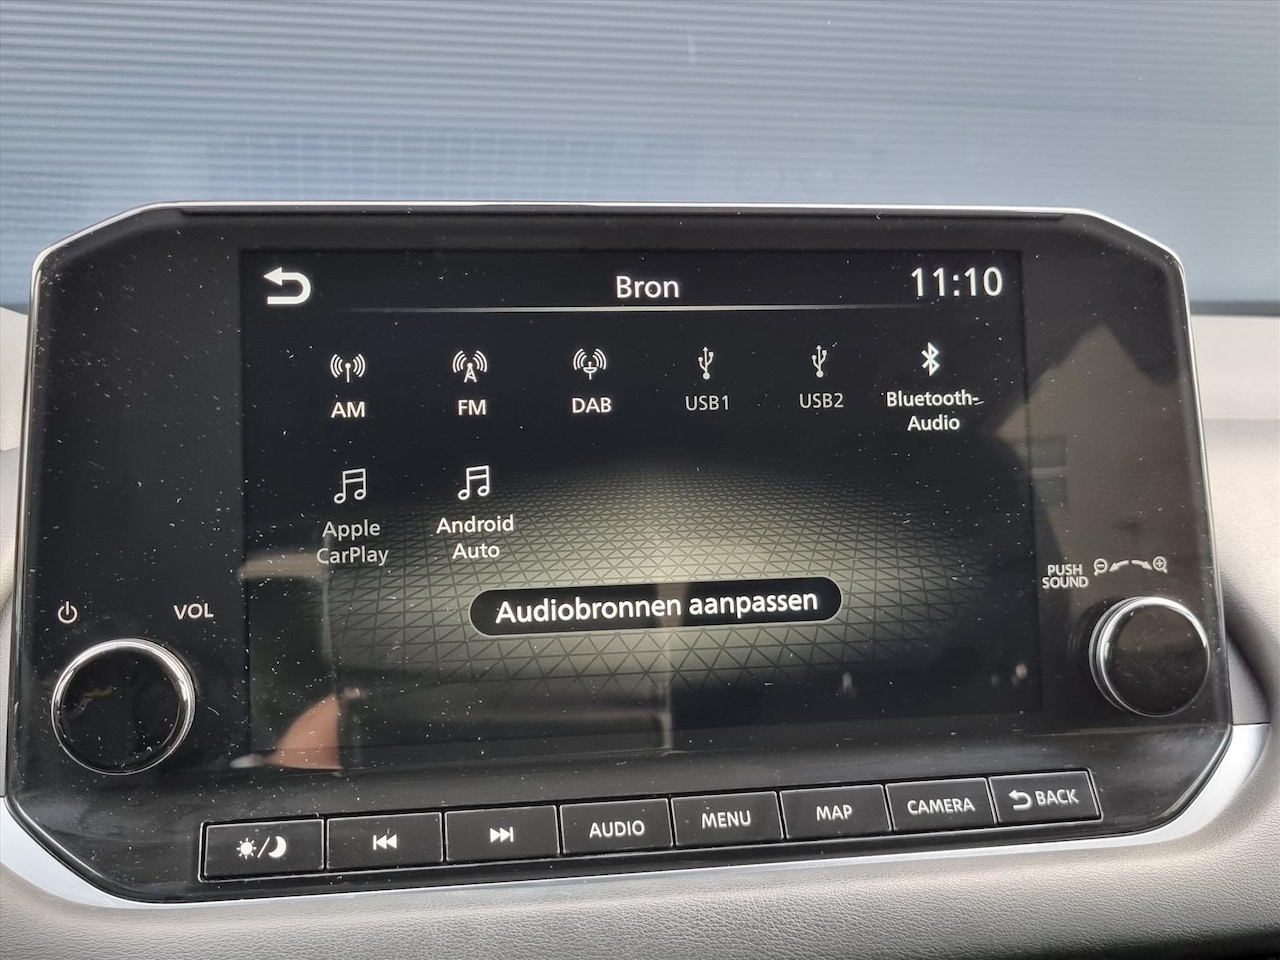 Bron
11:10
AM
FM
DAB
USB1
USB2
Bluetooth-
Audio
Apple
CarPlay
Android
Auto
Audiobronnen aanpassen
VOL
PUSH
SOUND
AUDIO
MENU
MAP
CAMERA
BACK